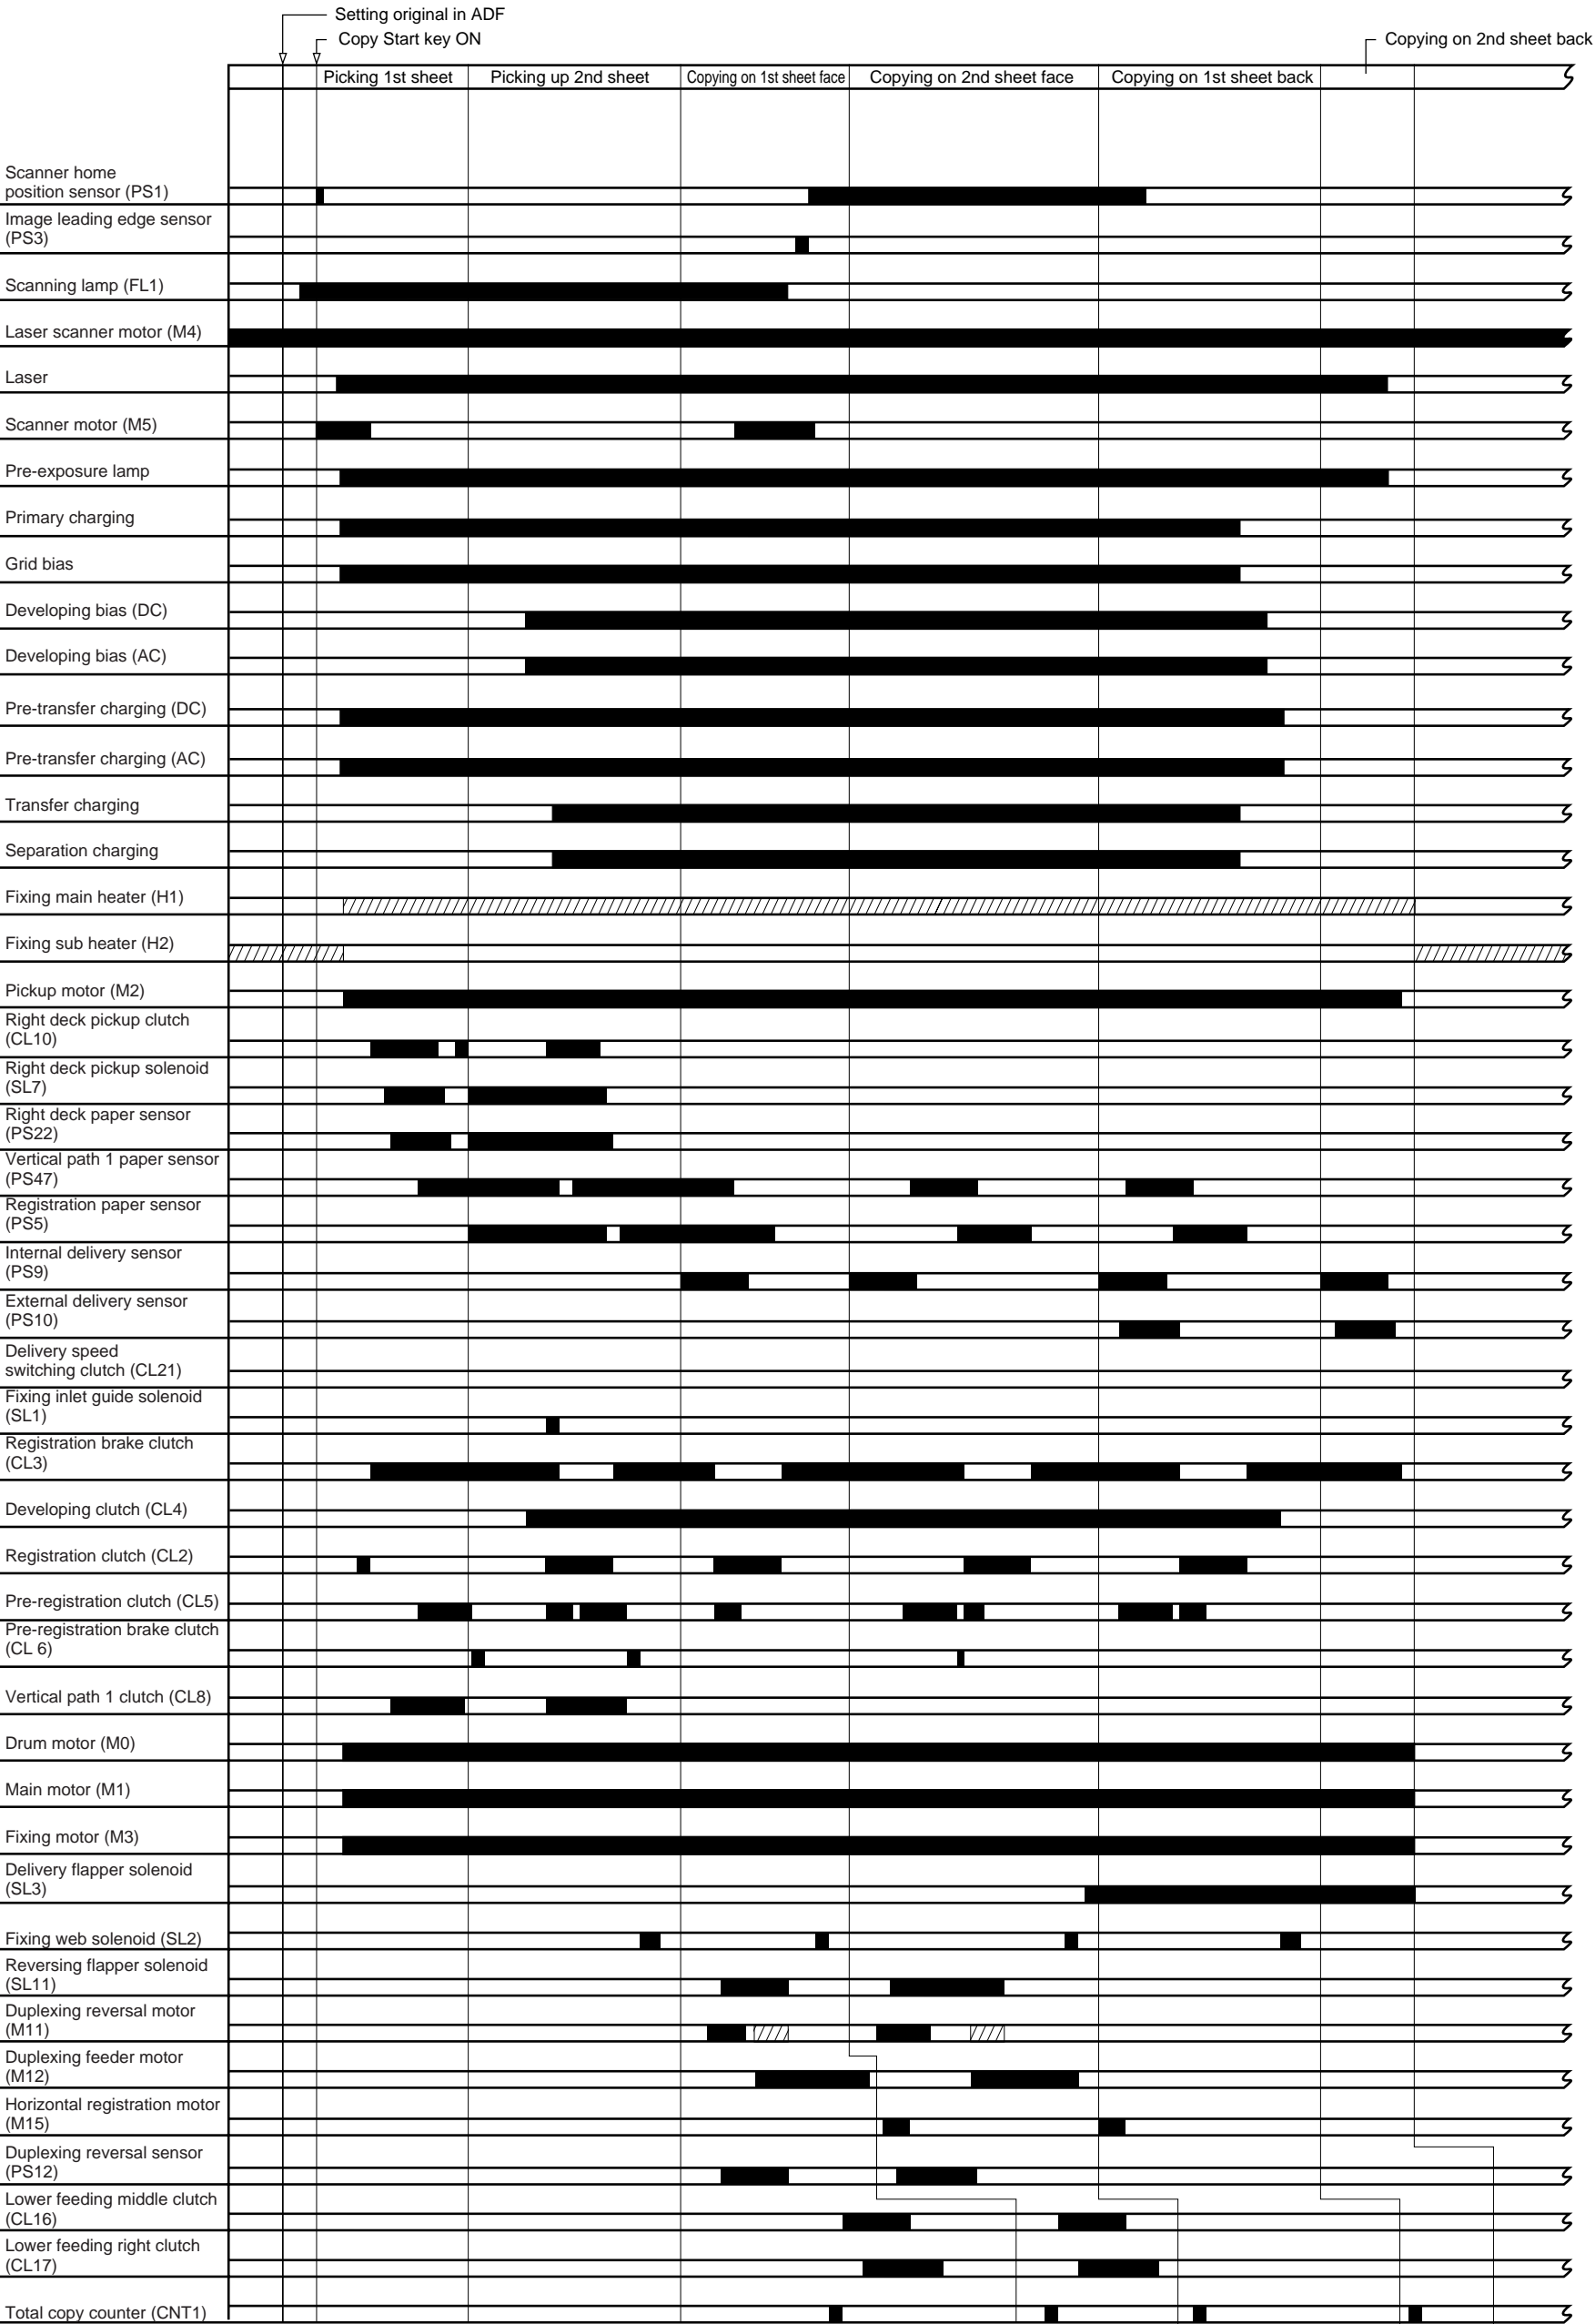 Setting original in ADF
Copy Start key ON
Copying on 2nd sheet back
Picking 1st sheet
Picking up 2nd sheet
Copying on 1st sheet face
Copying on 2nd sheet face
Copying on 1st sheet back
Scanner home
position sensor (PS1)
Image leading edge sensor
(PS3)
Scanning lamp (FL1)
Laser scanner motor (M4)
Laser
Scanner motor (M5)
Pre-exposure lamp
Primary charging
Grid bias
Developing bias (DC)
Developing bias (AC)
Pre-transfer charging (DC)
Pre-transfer charging (AC)
Transfer charging
Separation charging
Fixing main heater (H1)
Fixing sub heater (H2)
Pickup motor (M2)
Right deck pickup clutch
(CL10)
Right deck pickup solenoid
(SL7)
Right deck paper sensor
(PS22)
Vertical path 1 paper sensor
(PS47)
Registration paper sensor
(PS5)
Internal delivery sensor
(PS9)
External delivery sensor
(PS10)
Delivery speed
switching clutch (CL21)
Fixing inlet guide solenoid
(SL1)
Registration brake clutch
(CL3)
Developing clutch (CL4)
Registration clutch (CL2)
Pre-registration clutch (CL5)
Pre-registration brake clutch
(CL 6)
Vertical path 1 clutch (CL8)
Drum motor (M0)
Main motor (M1)
Fixing motor (M3)
Delivery flapper solenoid
(SL3)
Fixing web solenoid (SL2)
Reversing flapper solenoid
(SL11)
Duplexing reversal motor
(M11)
Duplexing feeder motor
(M12)
Horizontal registration motor
(M15)
Duplexing reversal sensor
(PS12)
Lower feeding middle clutch
(CL16)
Lower feeding right clutch
(CL17)
Total copy counter (CNT1)